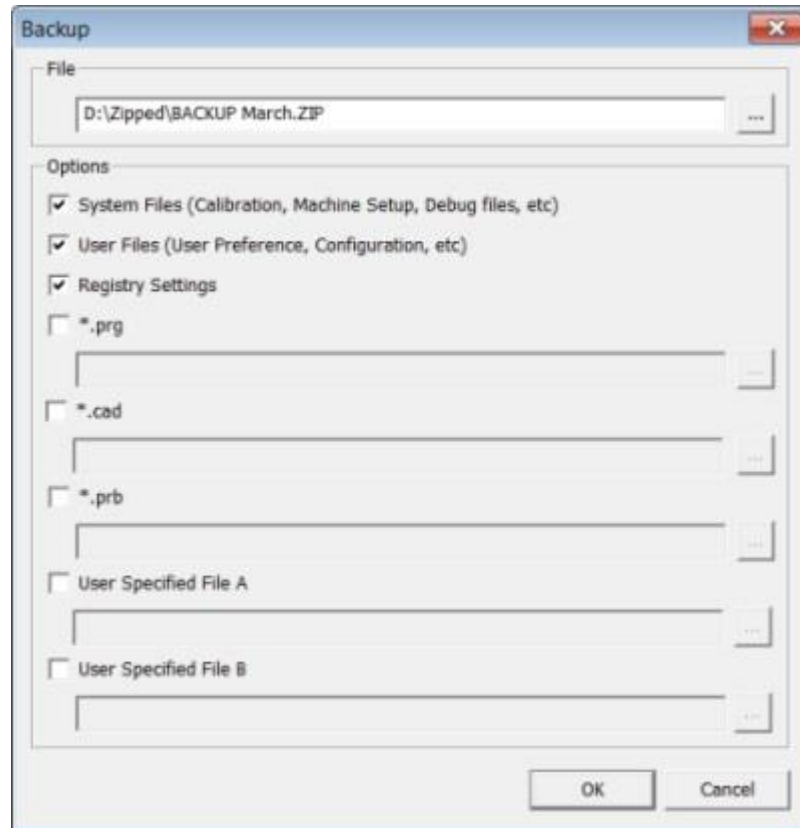 Backup
File
D:\Zipped\BACKUP March.ZIP
...
Options
System Files (Calibration, Machine Setup, Debug files, etc)
User Files (User Preference, Configuration, etc)
Registry Settings
*.prg
...
*.cad
...
*.prb
...
User Specified File A
...
User Specified File B
...
OK Cancel